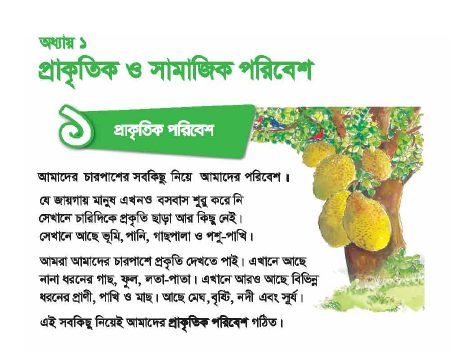 অধ্যায় ১
প্রাকৃতিক ও সামাজিক পরিবেশ
১ প্রাকৃতিক পরিবেশ
আমাদের চারপাশের সবকিছু নিয়ে আমাদের পরিবেশ।
যে জায়গায় মানুষ এখনও বসবাস শুরু করে নি
সেখানে চারিদিকে প্রকৃতি ছাড়া আর কিছু নেই।
সেখানে আছে ভূমি, পানি, গাছপালা ও পশু-পাখি।
আমরা আমাদের চারপাশে প্রকৃতি দেখতে পাই। এখানে আছে
নানা ধরনের গাছ, ফুল, লতা-পাতা। এখানে আরও আছে বিভিন্ন
ধরনের প্রাণী, পাখি ও মাছ। আছে মেঘ, বৃষ্টি, নদী এবং সূর্য।
এই সবকিছু নিয়েই আমাদের প্রাকৃতিক পরিবেশ গঠিত।